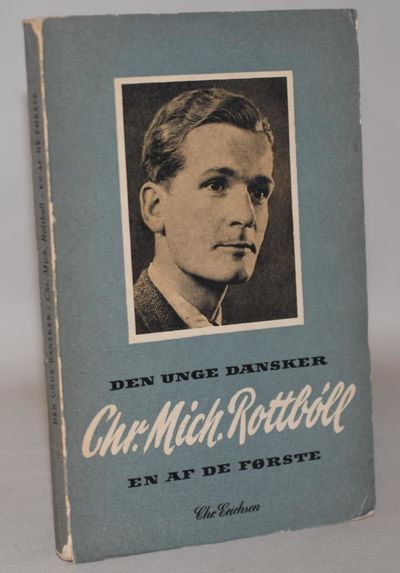 DEN UNGE DANSKER
Chr. Mich. Rottbøll
EN AF DE FØRSTE
Chr. Erichsen
DEN UNGE DANSKER · Chr. Mich. Rottbøll · EN AF DE FØRSTE